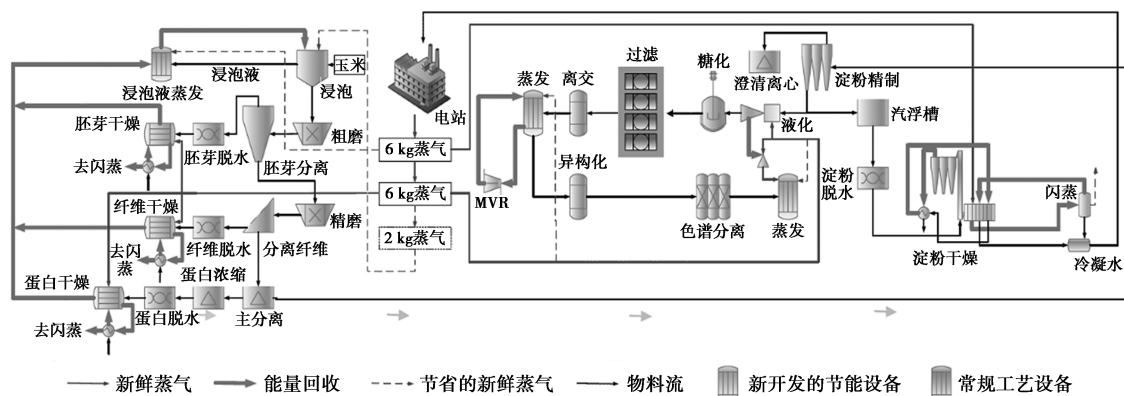 过滤
糖化
澄清离心
淀粉精制
玉米
浸泡液
浸泡
蒸发
离交
浸泡液蒸发
电站
液化
汽浮槽
胚芽干燥
粗磨
6 kg蒸气
胚芽脱水
胚芽分离
去闪蒸
异构化
淀粉
脱水
6 kg蒸气
MVR
闪蒸
纤维干燥
精磨
2 kg蒸气
色谱分离
蒸发
纤维脱水
分离纤维
去闪
蒸
淀粉干燥
冷凝水
蛋白浓缩
蛋白干燥
蛋白脱水
主分离
去闪蒸
新鲜蒸气
能量回收
节省的新鲜蒸气
物料流
新开发的节能设备
常规工艺设备